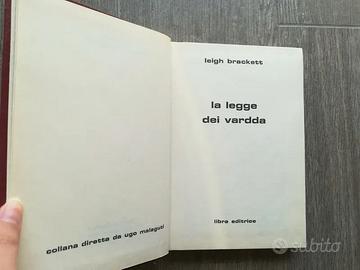 collana diretta da ugo malaguti
leigh brackett
la legge
dei vardda
libra editrice
subito